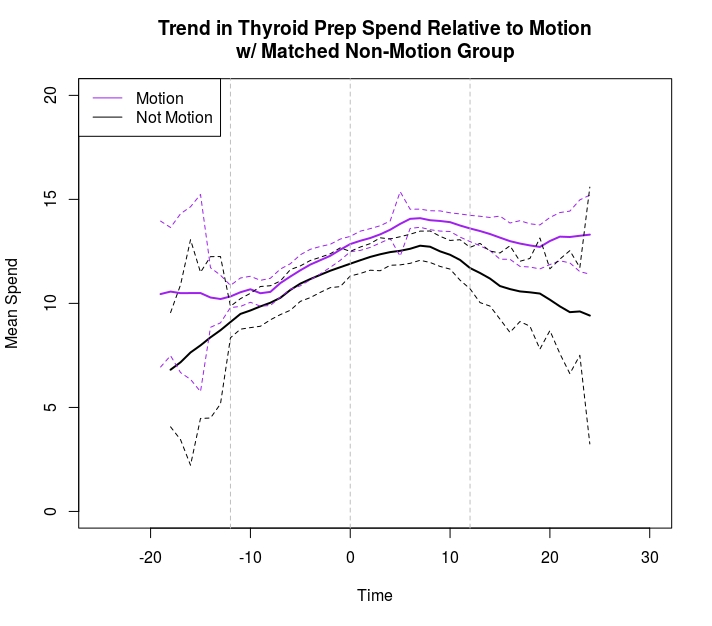 Trend in Thyroid Prep Spend Relative to Motion
w/ Matched Non-Motion Group
Motion
Not Motion
20
15
10
5
0
Mean Spend
-20 -10 0 10 20 30
Time